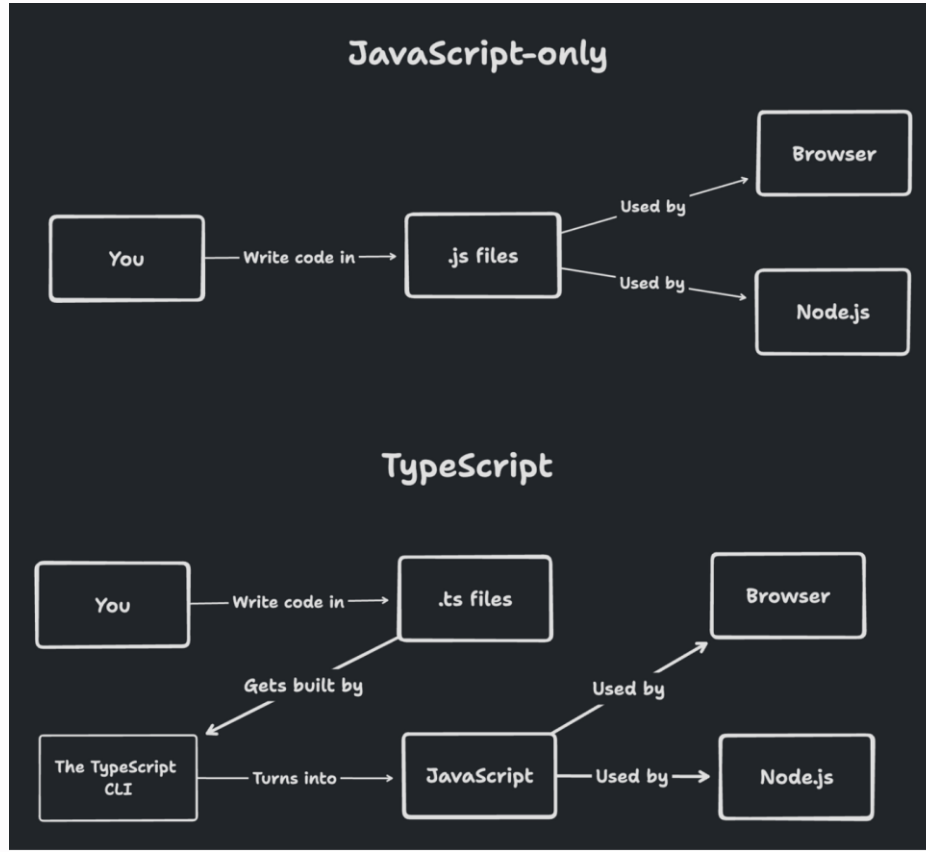 JavaScript-only
Browser
Used by
You
Write code in
.js files
Used by
Node.js
TypeScript
You
Write code in
.ts files
Browser
Gets built by
Used by
The TypeScript
CLI
Turns into
JavaScript
Used by
Node.js